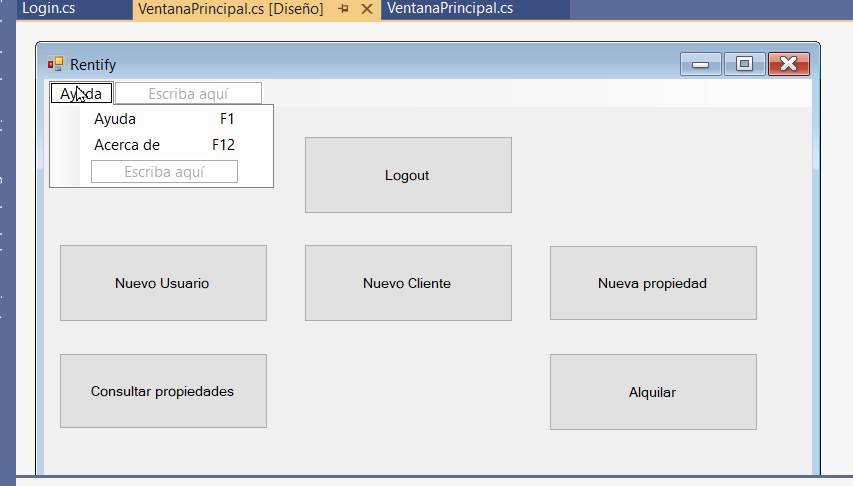 Login.cs VentanaPrincipal.cs [Diseño] VentanaPrincipal.cs
Rentify
Ayuda Escriba aquí
Ayuda F1
Acerca de F12
Escriba aquí
Logout
Nuevo Usuario Nuevo Cliente Nueva propiedad
Consultar propiedades Alquilar